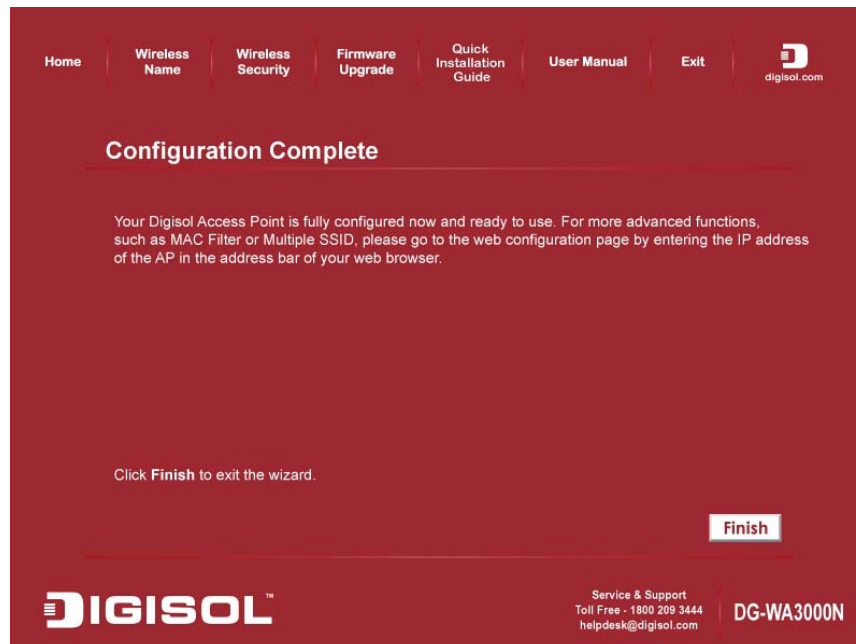 Home
Wireless
Name
Wireless
Security
Firmware
Upgrade
Quick
Installation
Guide
User Manual
Exit
digisol.com
Configuration Complete
Your Digisol Access Point is fully configured now and ready to use. For more advanced functions,
such as MAC Filter or Multiple SSID, please go to the web configuration page by entering the IP address
of the AP in the address bar of your web browser.
Click Finish to exit the wizard.
Finish
DIGISOL™
Service & Support
Toll Free - 1800 209 3444
helpdesk@digisol.com
DG-WA3000N